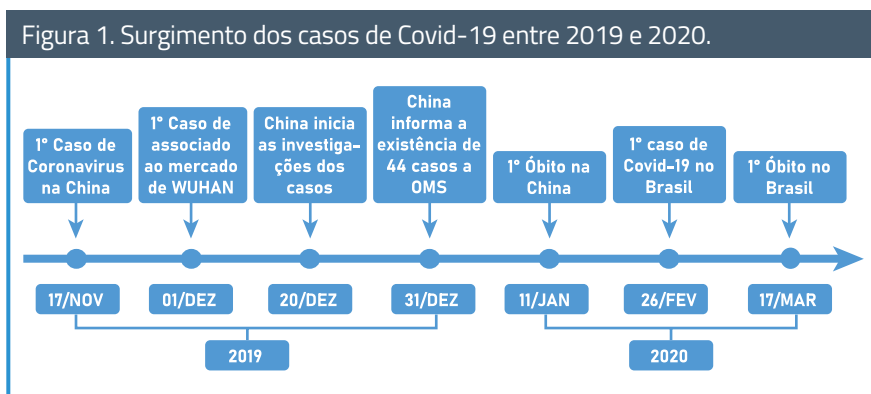 Figura 1. Surgimento dos casos de Covid-19 entre 2019 e 2020.
1° Caso de
Coronavirus
na China
1° Caso de
associado
ao mercado
de WUHAN
China inicia
as investiga-
ções dos
casos
China
informa a
existência de
44 casos a
OMS
1° Óbito na
China
1° caso de
Covid-19 no
Brasil
1° Óbito no
Brasil
17/NOV
01/DEZ
20/DEZ
31/DEZ
11/JAN
26/FEV
17/MAR
2019
2020